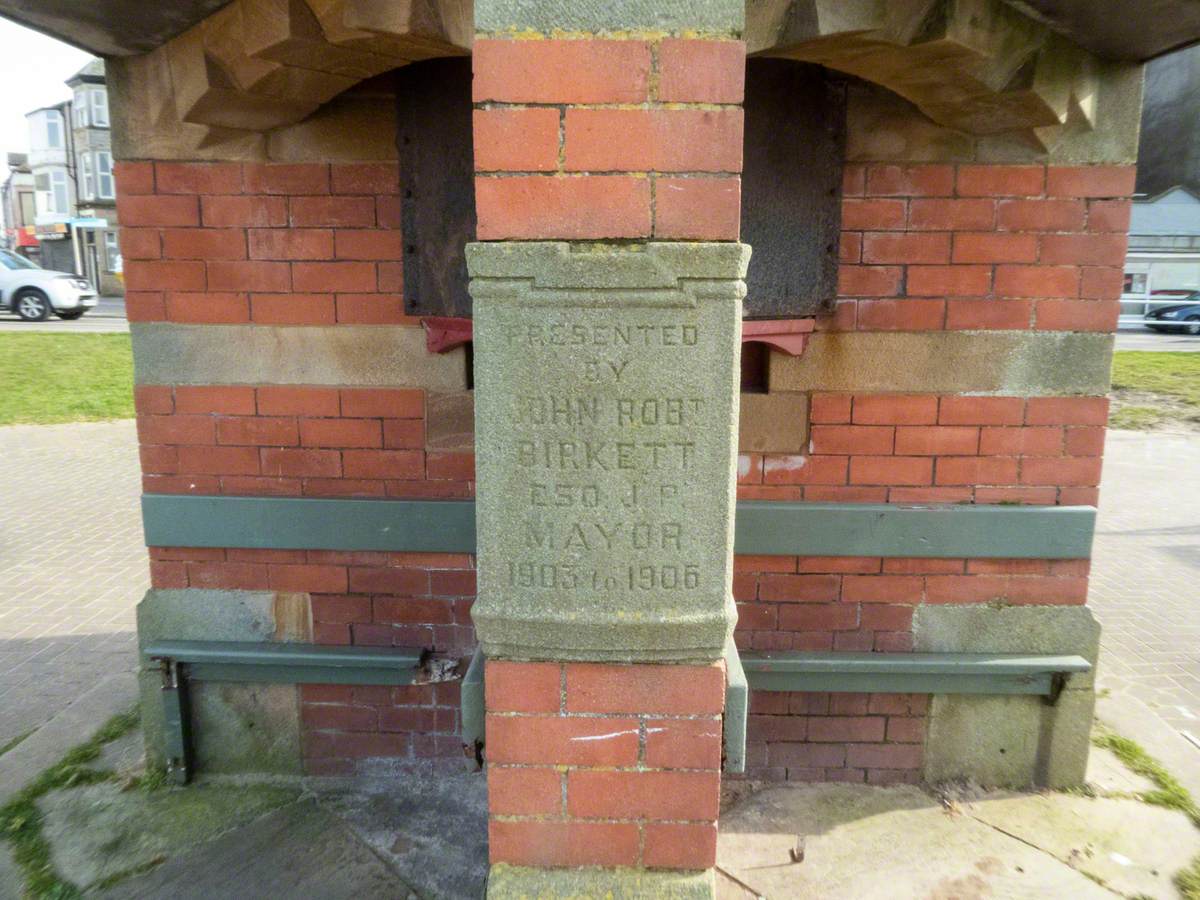 PRESENTED
BY
JOHN ROBT
BIRKETT
ESQ J.P.
MAYOR
1903 to 1906